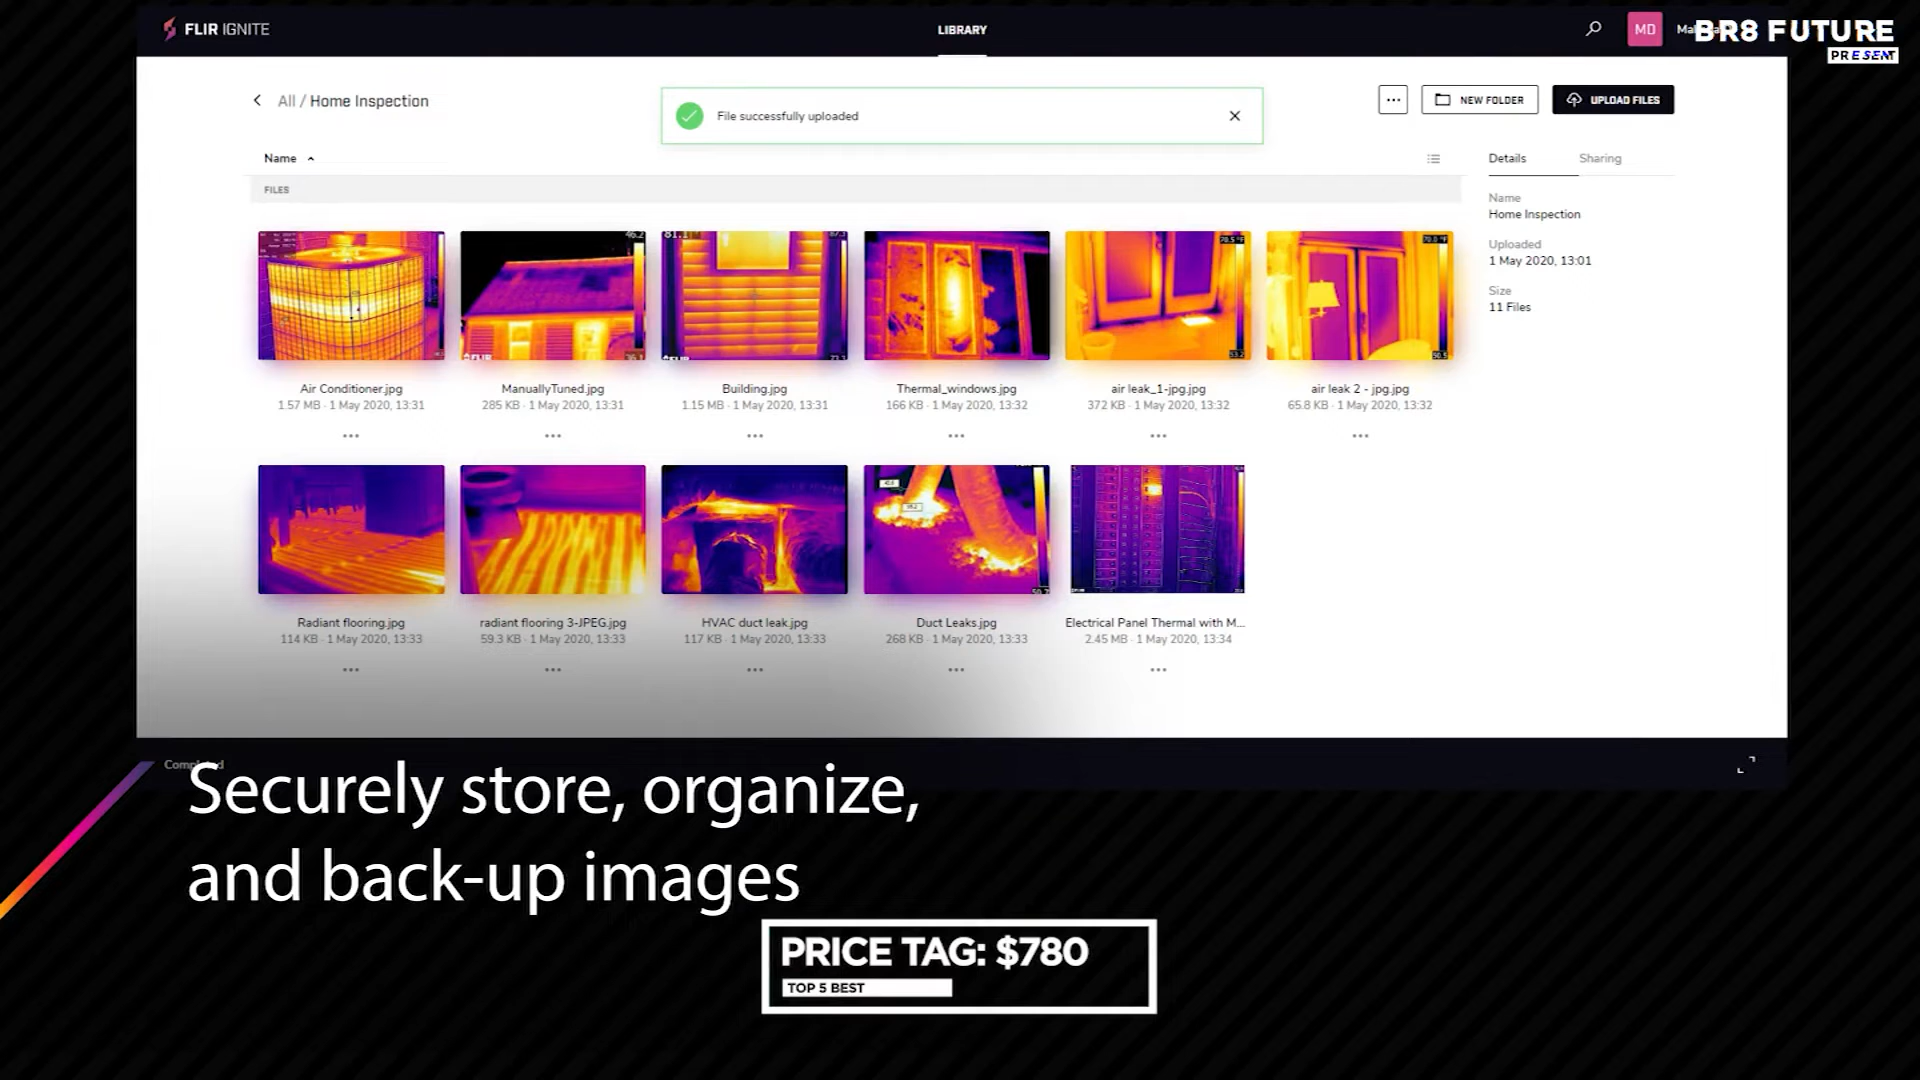 FLIR IGNITE
LIBRARY
MD
BR8 FUTURE
PRESENT
All / Home Inspection
File successfully uploaded
NEW FOLDER
UPLOAD FILES
Name
Details
Sharing
FILES
Name
Home Inspection
Uploaded
1 May 2020, 13:01
Size
11 Files
Air Conditioner.jpg
1.57 MB · 1 May 2020, 13:31
ManuallyTuned.jpg
285 KB · 1 May 2020, 13:31
Building.jpg
1.15 MB · 1 May 2020, 13:31
Thermal_windows.jpg
166 KB · 1 May 2020, 13:32
air leak_1-jpg.jpg
372 KB · 1 May 2020, 13:32
air leak 2 - jpg.jpg
65.8 KB · 1 May 2020, 13:32
Radiant flooring.jpg
114 KB · 1 May 2020, 13:33
radiant flooring 3-JPEG.jpg
59.3 KB · 1 May 2020, 13:33
HVAC duct leak.jpg
117 KB · 1 May 2020, 13:33
Duct Leaks.jpg
268 KB · 1 May 2020, 13:33
Electrical Panel Thermal with M...
2.45 MB · 1 May 2020, 13:34
Completed
Securely store, organize,
and back-up images
PRICE TAG: $780
TOP 5 BEST